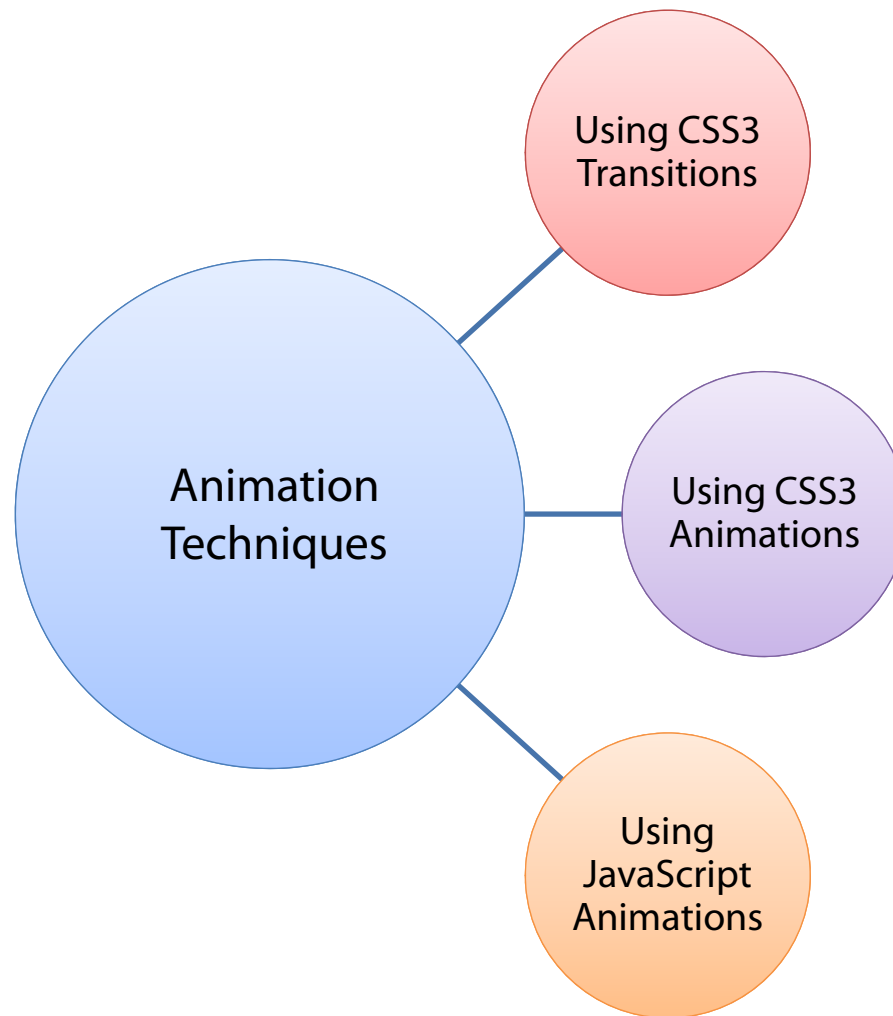 Using CSS3
Transitions
Animation
Techniques
Using CSS3
Animations
Using
JavaScript
Animations